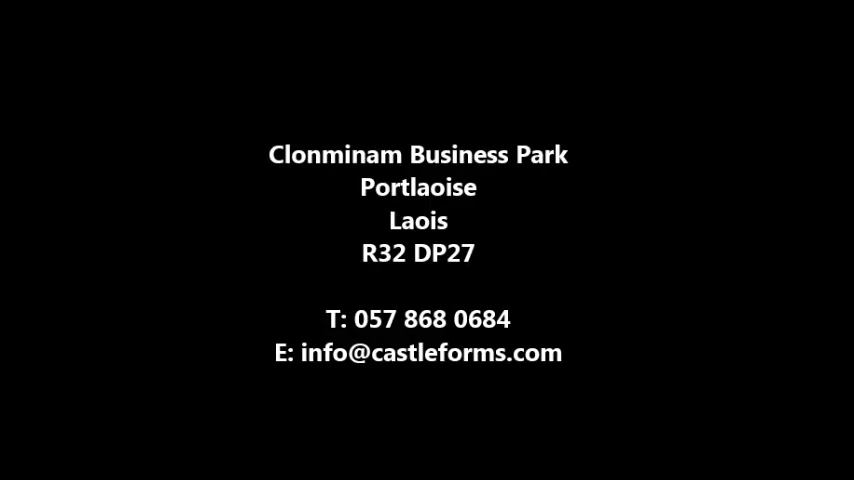 Clonminam Business Park
Portlaoise
Laois
R32 DP27
T: 057 868 0684
E: info@castleforms.com